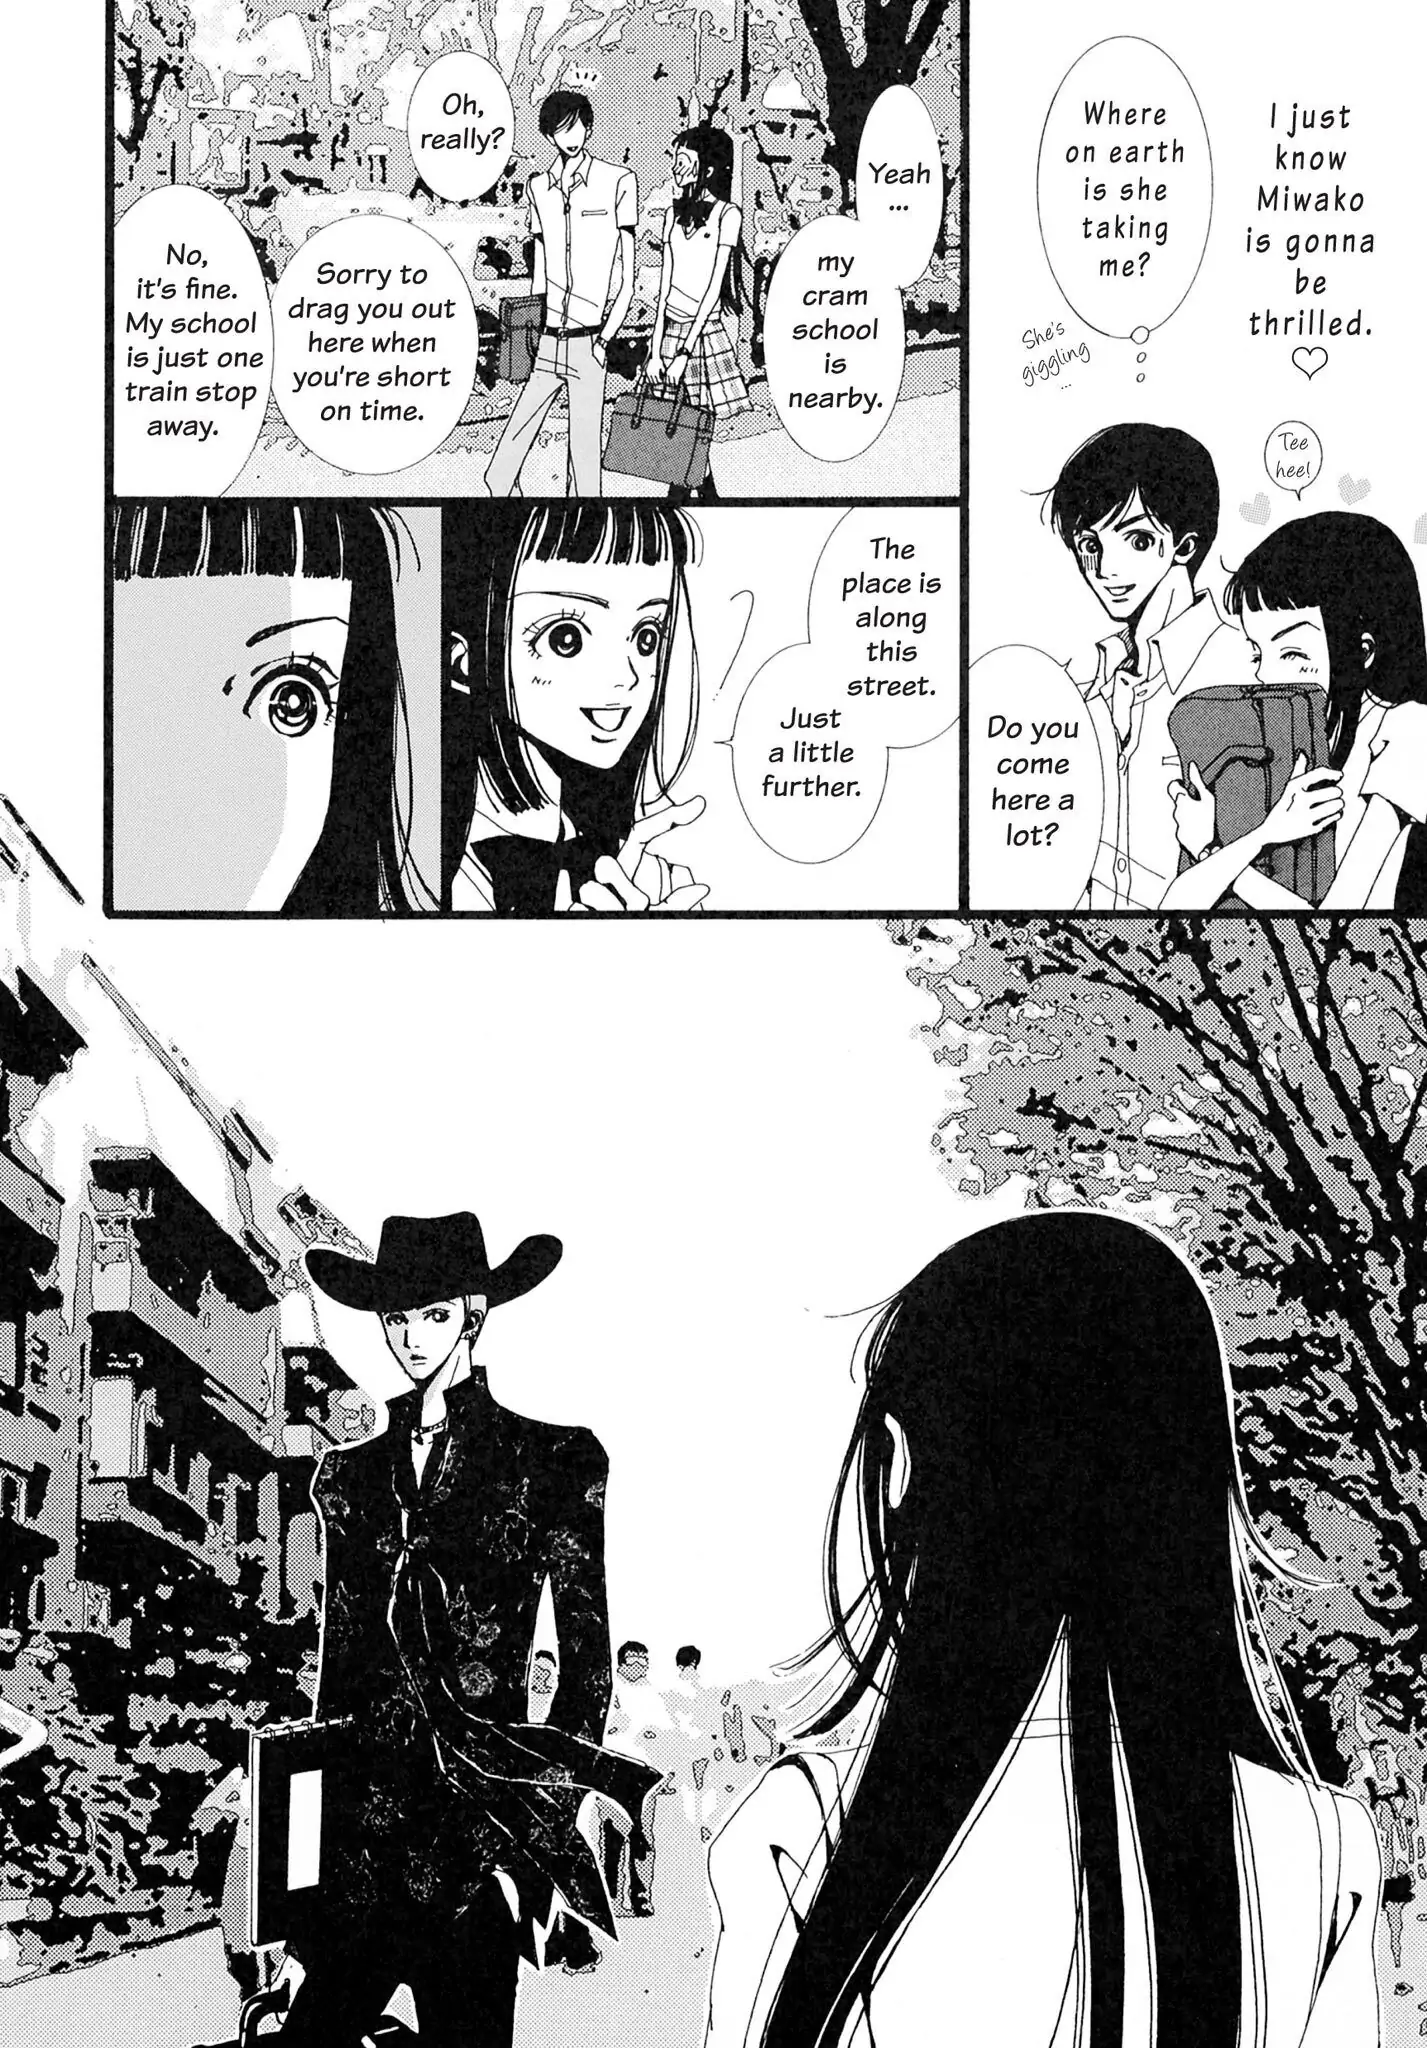 I just
know
Miwako
is gonna
be
thrilled.
♡
Where
on earth
is she
taking
me?
She's
giggling
...
Tee
hee!
Do you
come
here a
lot?
Yeah
...
my
cram
school
is
nearby.
Oh,
really?
Sorry to
drag you out
here when
you're short
on time.
No,
it's fine.
My school
is just one
train stop
away.
The
place is
along
this
street.
Just
a little
further.
?